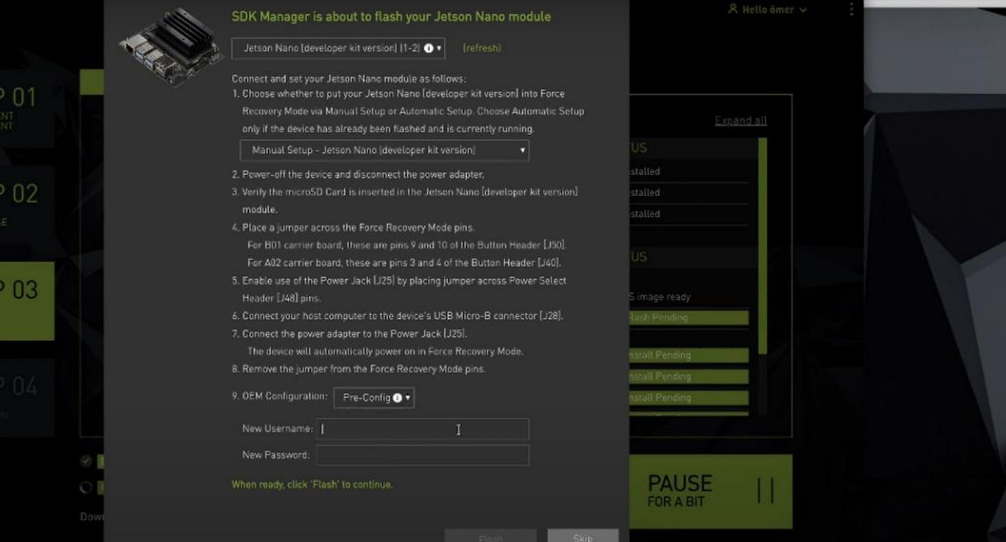 SDK Manager is about to flash your Jetson Nano module
Hello ömer
Jetson Nano [developer kit version] (1-2)
(refresh)
Connect and set your Jetson Nano module as follows:
1. Choose whether to put your Jetson Nano [developer kit version] into Force
Recovery Mode via Manual Setup or Automatic Setup. Choose Automatic Setup
only if the device has already been flashed and is currently running.
Manual Setup - Jetson Nano [developer kit version]
2. Power-off the device and disconnect the power adapter.
3. Verify the microSD Card is inserted in the Jetson Nano [developer kit version]
module.
4. Place a jumper across the Force Recovery Mode pins.
For B01 carrier board, these are pins 9 and 10 of the Button Header [J50].
For A02 carrier board, these are pins 3 and 4 of the Button Header [J40].
5. Enable use of the Power Jack [J25] by placing jumper across Power Select
Header [J48] pins.
6. Connect your host computer to the device's USB Micro-B connector [J28].
7. Connect the power adapter to the Power Jack [J25].
The device will automatically power on in Force Recovery Mode.
8. Remove the jumper from the Force Recovery Mode pins.
9. OEM Configuration:
Pre-Config
New Username:
New Password:
When ready, click 'Flash' to continue.
Flash
Skip
P 01
NT
P 02
P 03
P 04
Expand all
US
stalled
stalled
stalled
US
S image ready
lash Pending
nstall Pending
nstall Pending
nstall Pending
PAUSE
FOR A BIT
Dow